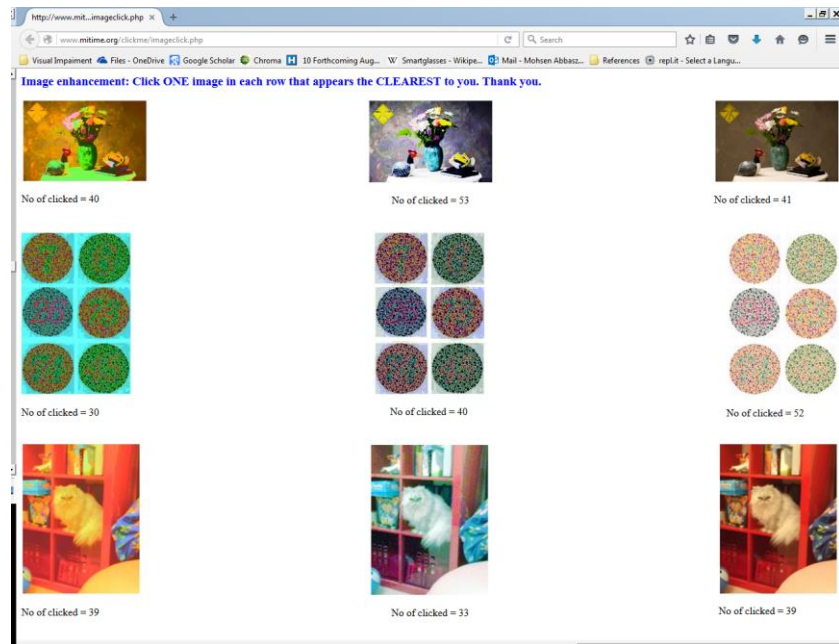 http://www.mit...imageclick.php
www.mitime.org/clickme/imageclick.php
Search
Visual Impaiment Files - OneDrive Google Scholar Chroma 10 Forthcoming Aug... Smartglasses - Wikipe... Mail - Mohsen Abbasz... References repl.it - Select a Langu...
Image enhancement: Click ONE image in each row that appears the CLEAREST to you. Thank you.
No of clicked = 40 No of clicked = 53 No of clicked = 41
No of clicked = 30 No of clicked = 40 No of clicked = 52
No of clicked = 39 No of clicked = 33 No of clicked = 39